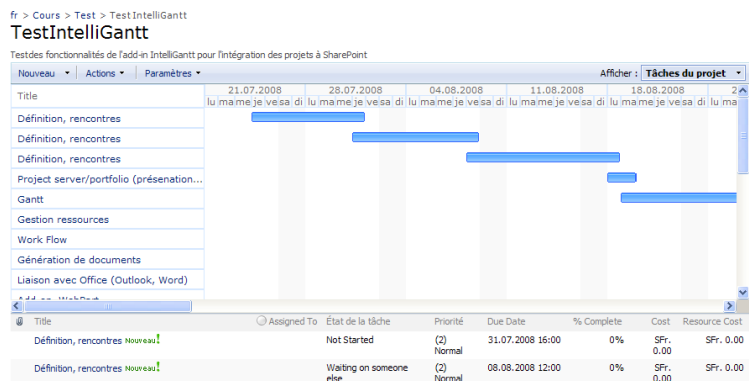 fr > Cours > Test > TestIntelliGantt
TestIntelliGantt
Testdes fonctionnalités de l'add-in IntelliGantt pour l'intégration des projets à SharePoint
Nouveau Actions Paramètres Afficher : Tâches du projet
Title 21.07.2008 28.07.2008 04.08.2008 11.08.2008 18.08.2008 2
lu ma me je ve sa di lu ma me je ve sa di lu ma me je ve sa di lu ma me je ve sa di lu ma me je ve sa di lu ma
Définition, rencontres
Définition, rencontres
Définition, rencontres
Project server/portfolio (présenation...
Gantt
Gestion ressources
Work Flow
Génération de documents
Liaison avec Office (Outlook, Word)
Add-on, WebPart
Title Assigned To État de la tâche Priorité Due Date % Complete Cost Resource Cost
Définition, rencontres Nouveau! Not Started (2) 31.07.2008 16:00 0% SFr. SFr. 0.00
Normal 0.00
Définition, rencontres Nouveau! Waiting on someone (2) 08.08.2008 12:00 0% SFr. SFr. 0.00
else Normal 0.00